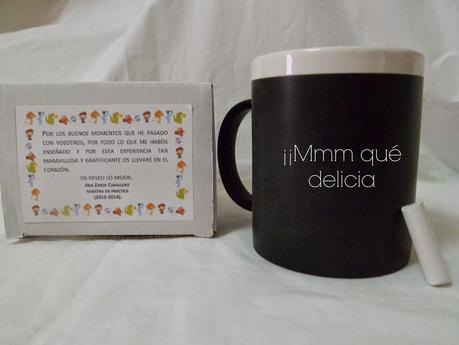 Por los buenos momentos que he pasado
con vosotros, por todo lo que me habéis
enseñado y por esta experiencia tan
maravillosa y gratificante os llevaré en el
corazón.
Os deseo lo mejor.
Ana Zarza Caballero
Maestra en práctica
(2013-2014).
¡¡Mmm qué
delicia